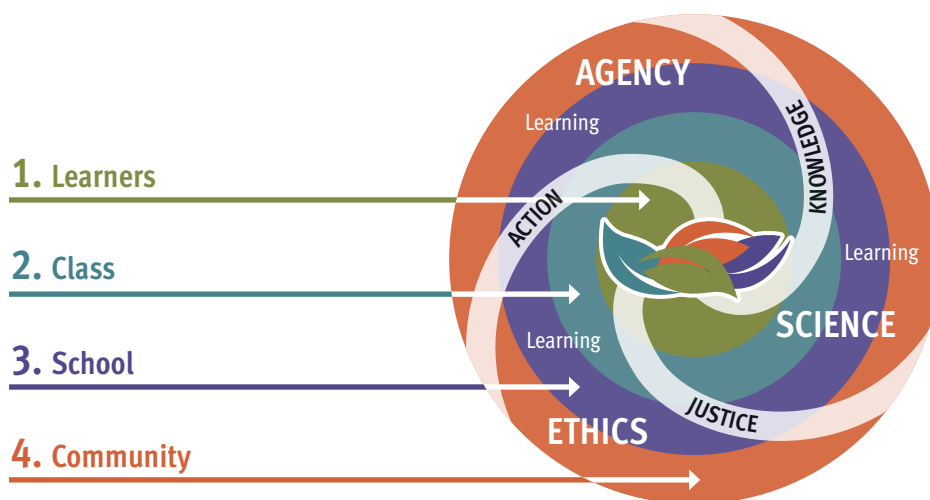 1. Learners
2. Class
3. School
4. Community
AGENCY
Learning
KNOWLEDGE
ACTION
Learning
SCIENCE
Learning
JUSTICE
ETHICS